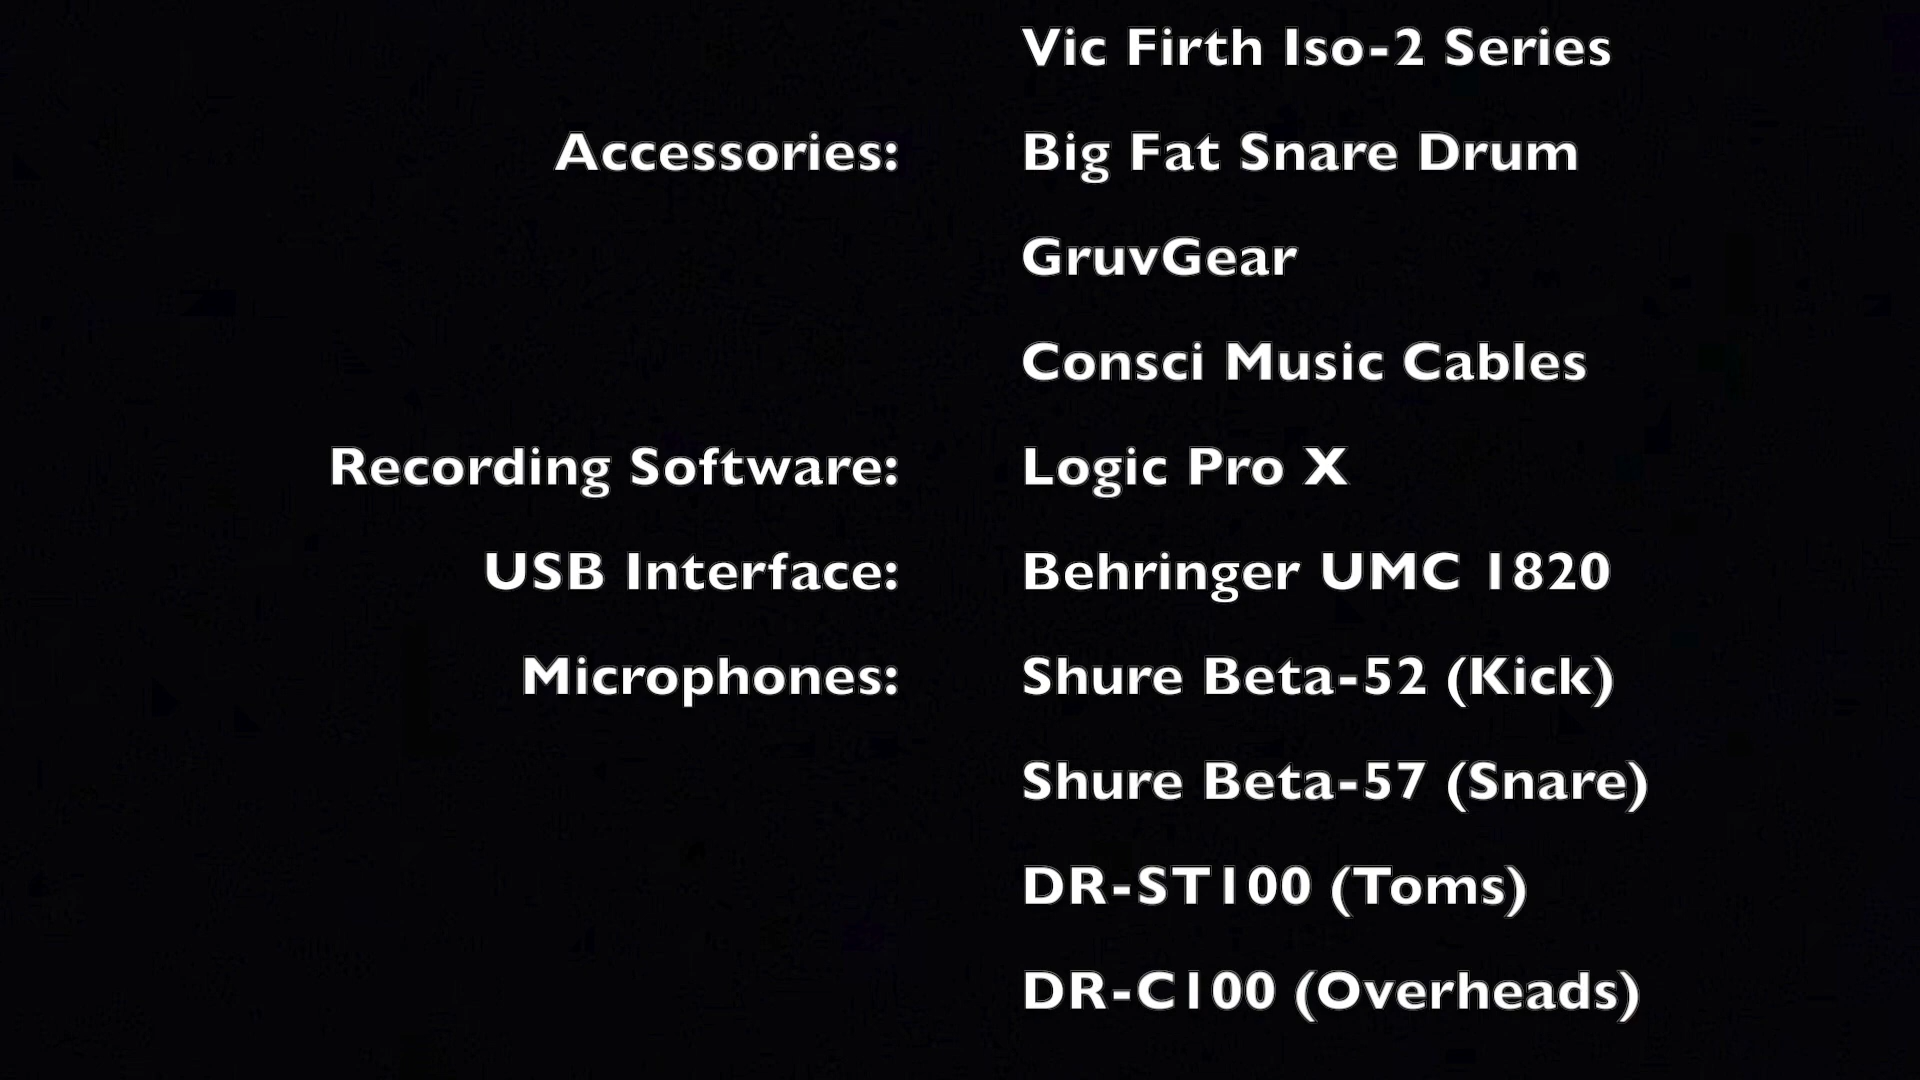 Vic Firth Iso-2 Series
Accessories: Big Fat Snare Drum
GruvGear
Consci Music Cables
Recording Software: Logic Pro X
USB Interface: Behringer UMC 1820
Microphones: Shure Beta-52 (Kick)
Shure Beta-57 (Snare)
DR-ST100 (Toms)
DR-C100 (Overheads)